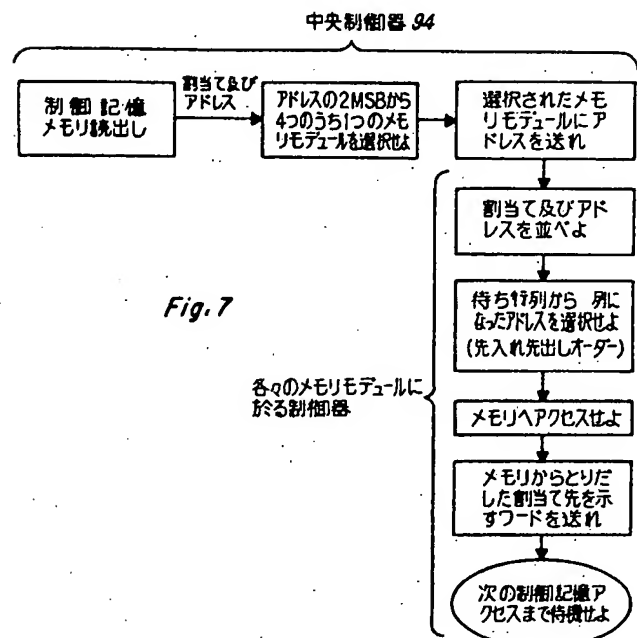 中央制御器 94
制御記憶
メモリ読出し
割当て及び
アドレス
アドレスの2MSBから
4つのうち1つのメモ
リモジュールを選択せよ
選択されたメモ
リモジュールにア
ドレスを送れ
割当て及びアド
レスを並べよ
Fig.7
待ち行列から 列に
なったアドレスを選択せよ
(先入れ先出しオーダー)
各々のメモリモジュールに
於る制御器
メモリへアクセスせよ
メモリからとりだ
した割当て先を示
すワードを送れ
次の制御記憶ア
クセスまで待機せよ